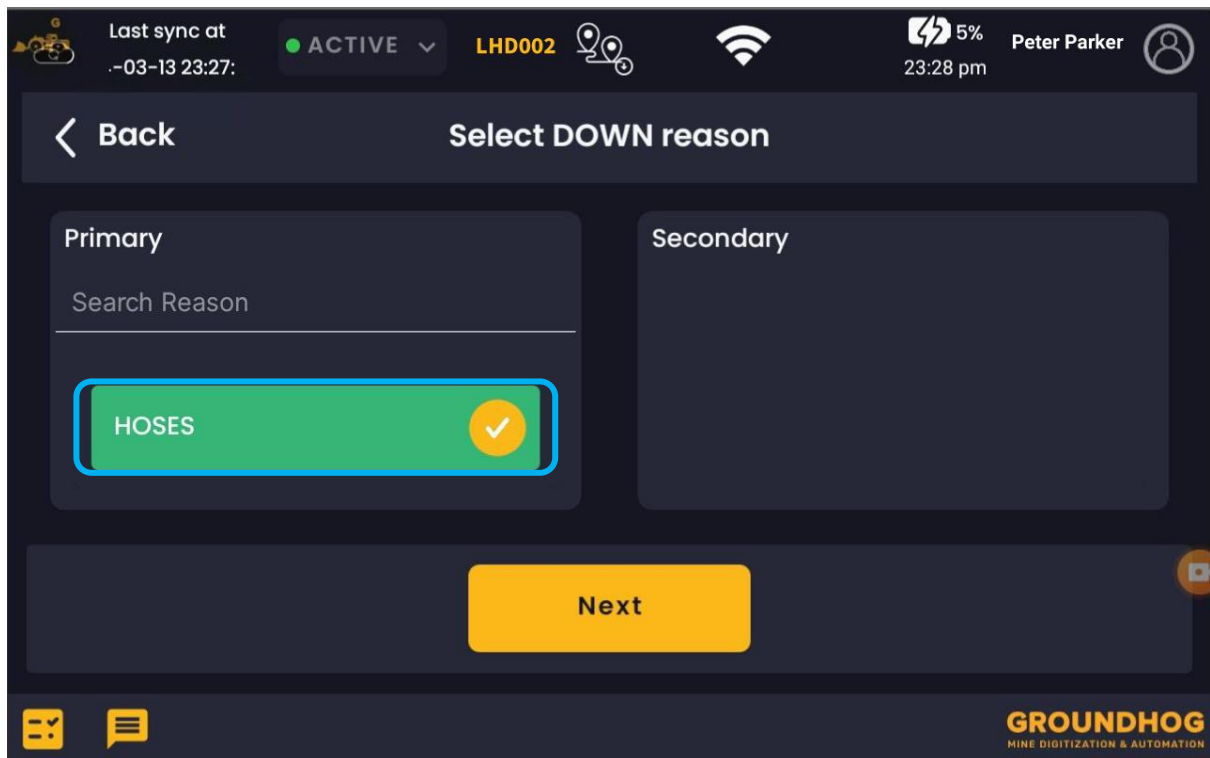 G
Last sync at
.-03-13 23:27:
ACTIVE
LHD002
5%
23:28 pm
Peter Parker
Back
Select DOWN reason
Primary
Secondary
Search Reason
HOSES
Next
GROUNDHOG
MINE DIGITIZATION & AUTOMATION